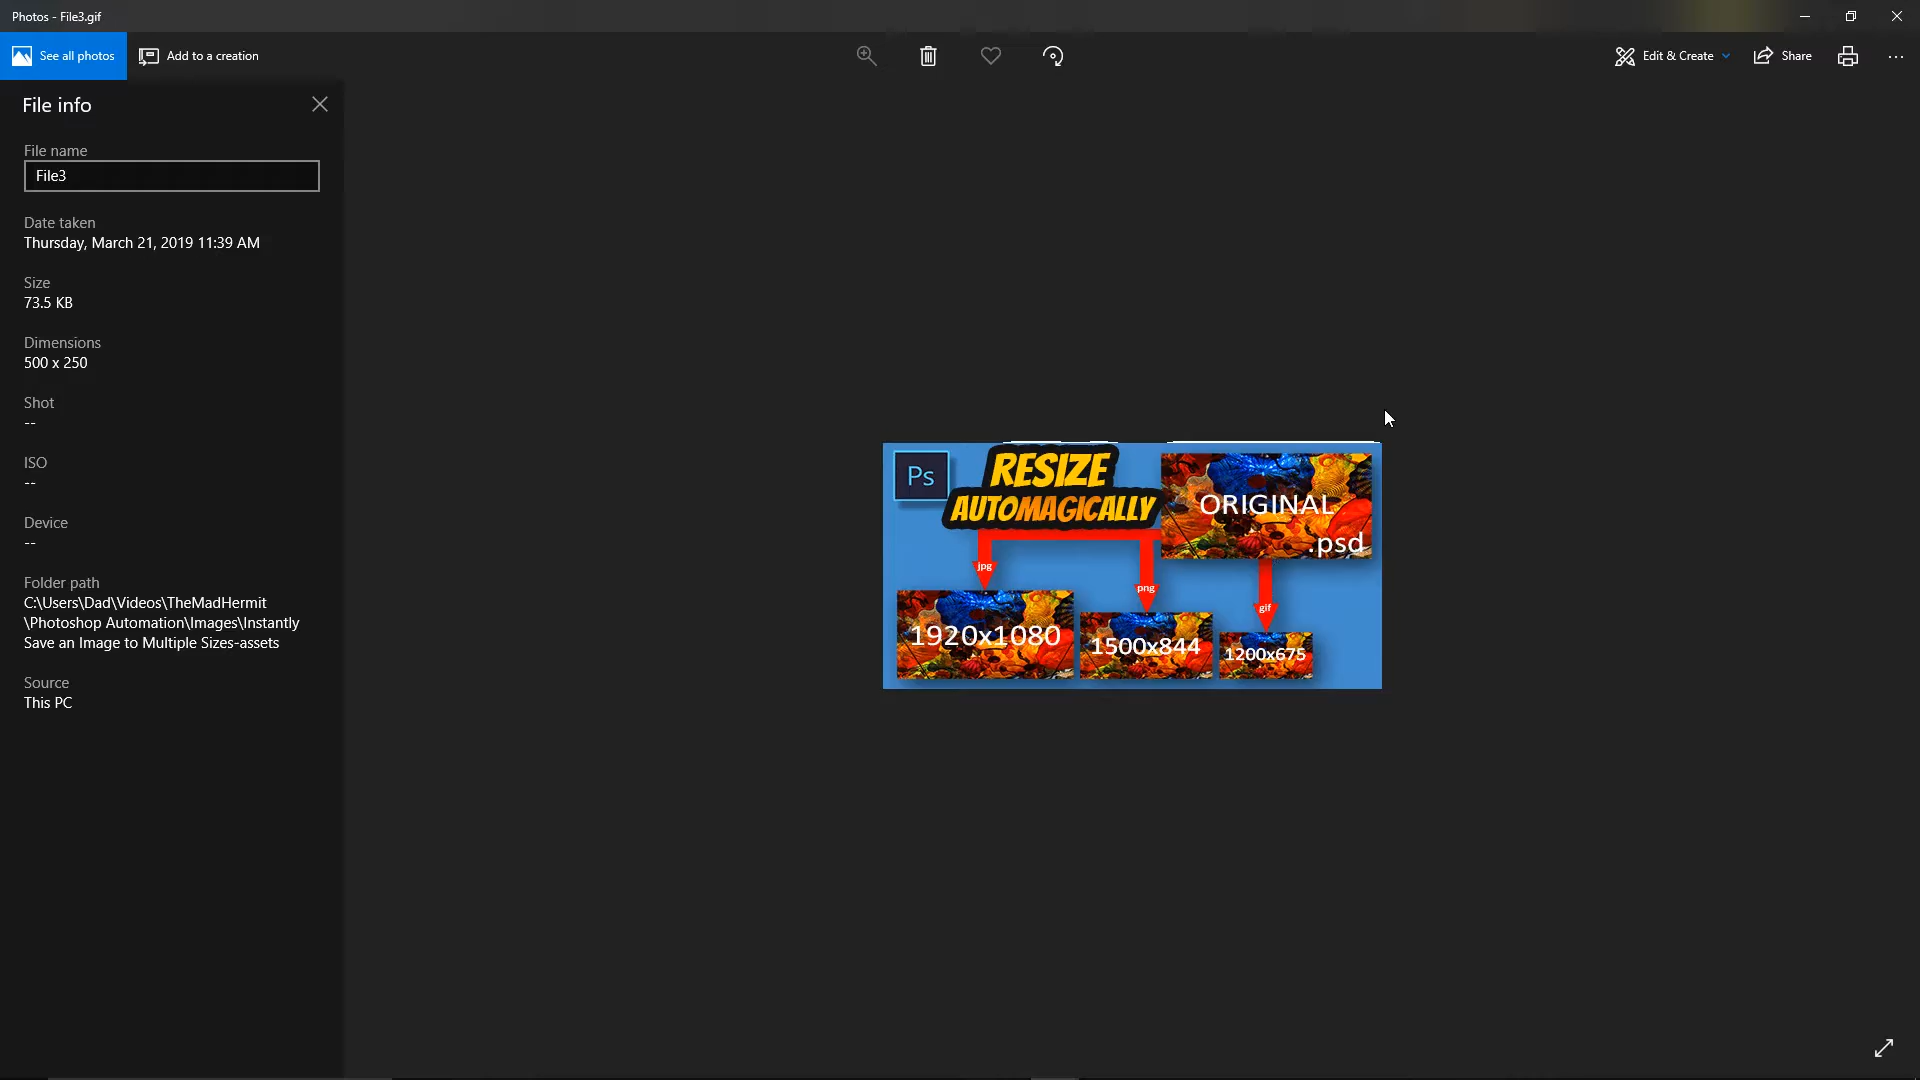 Photos - File3.gif
See all photos
Add to a creation
Edit & Create
Share
File info
File name
File3
Date taken
Thursday, March 21, 2019 11:39 AM
Size
73.5 KB
Dimensions
500 x 250
Shot
--
ISO
--
Device
--
Folder path
C:\Users\Dad\Videos\TheMadHermit
\Photoshop Automation\Images\Instantly
Save an Image to Multiple Sizes-assets
Source
This PC
Ps
RESIZE
AUTOMAGICALLY
ORIGINAL
.psd
jpg
png
gif
1920x1080
1500x844
1200x675